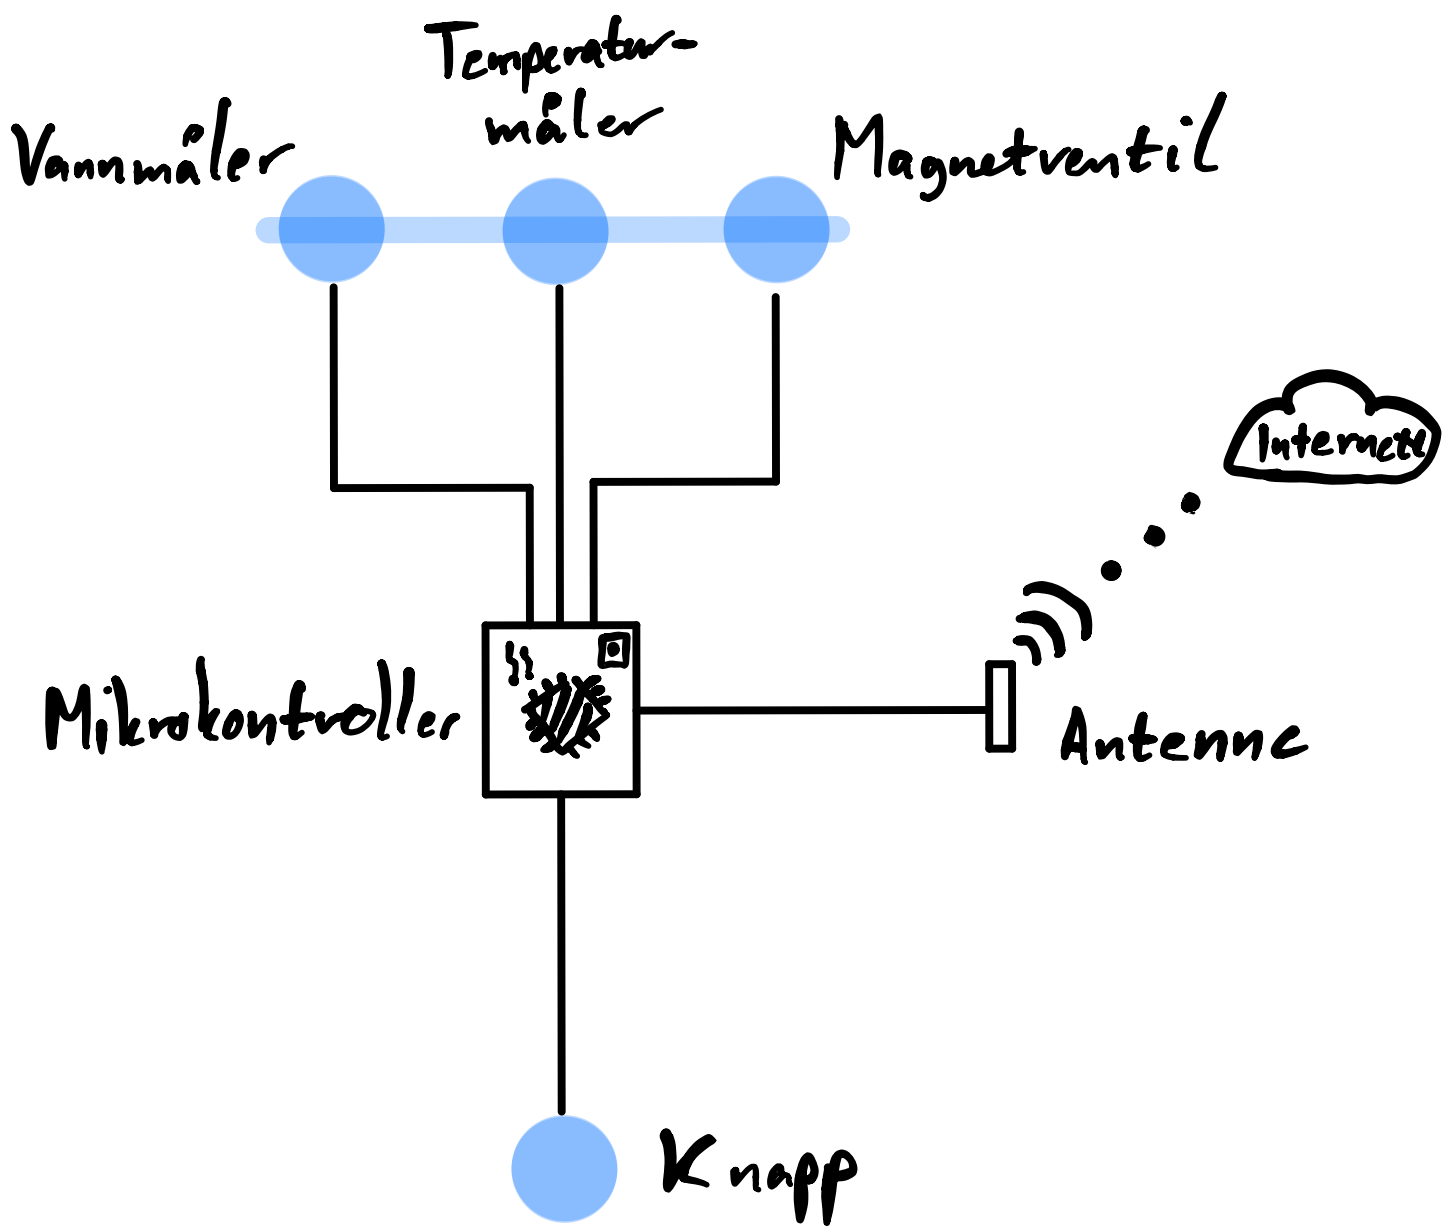 Temperatur-
måler
Vannmåler
Magnetventil
Internett
Mikrokontroller
Antenne
Knapp